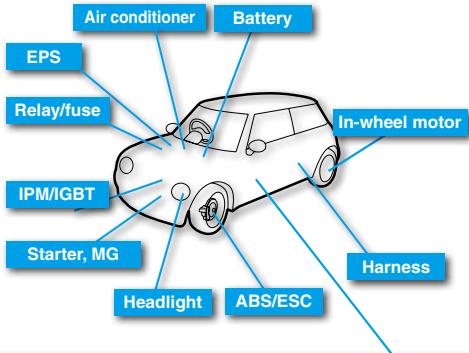 Air conditioner
Battery
EPS
Relay/fuse
In-wheel motor
IPM/IGBT
Starter, MG
Harness
Headlight
ABS/ESC